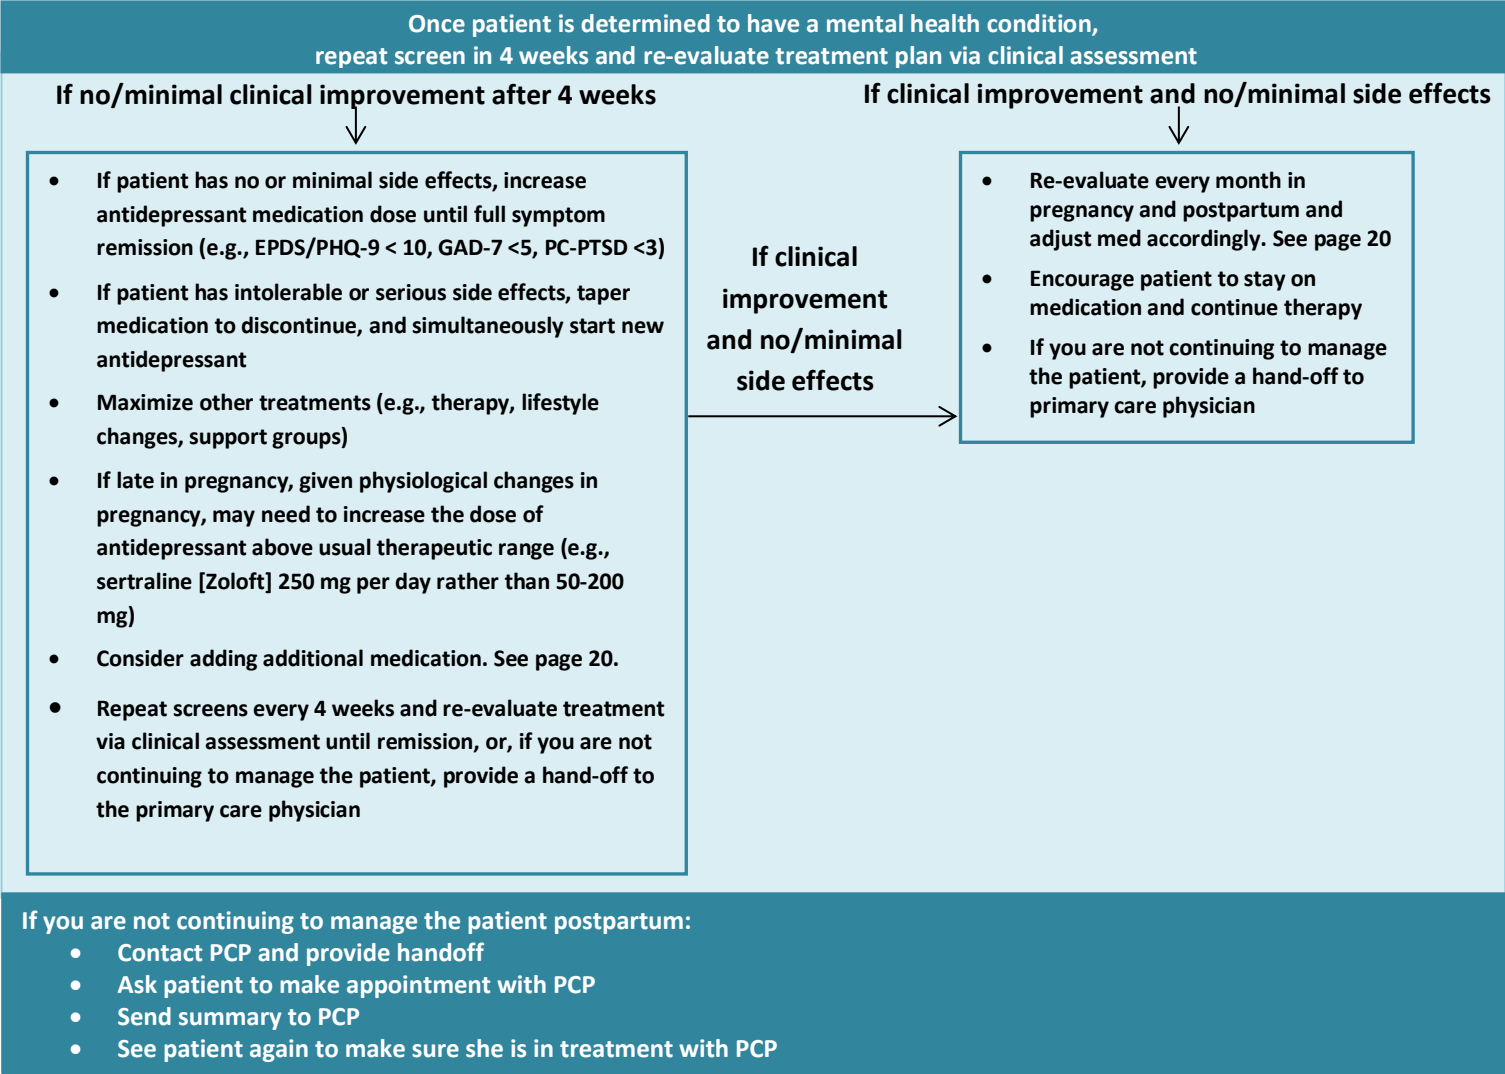 Once patient is determined to have a mental health condition,
repeat screen in 4 weeks and re-evaluate treatment plan via clinical assessment
If no/minimal clinical improvement after 4 weeks
• If patient has no or minimal side effects, increase
antidepressant medication dose until full symptom
remission (e.g., EPDS/PHQ-9 < 10, GAD-7 <5, PC-PTSD <3)
• If patient has intolerable or serious side effects, taper
medication to discontinue, and simultaneously start new
antidepressant
• Maximize other treatments (e.g., therapy, lifestyle
changes, support groups)
• If late in pregnancy, given physiological changes in
pregnancy, may need to increase the dose of
antidepressant above usual therapeutic range (e.g.,
sertraline [Zoloft] 250 mg per day rather than 50-200
mg)
• Consider adding additional medication. See page 20.
• Repeat screens every 4 weeks and re-evaluate treatment
via clinical assessment until remission, or, if you are not
continuing to manage the patient, provide a hand-off to
the primary care physician
If clinical
improvement
and no/minimal
side effects
If clinical improvement and no/minimal side effects
• Re-evaluate every month in
pregnancy and postpartum and
adjust med accordingly. See page 20
• Encourage patient to stay on
medication and continue therapy
• If you are not continuing to manage
the patient, provide a hand-off to
primary care physician
If you are not continuing to manage the patient postpartum:
• Contact PCP and provide handoff
• Ask patient to make appointment with PCP
• Send summary to PCP
• See patient again to make sure she is in treatment with PCP